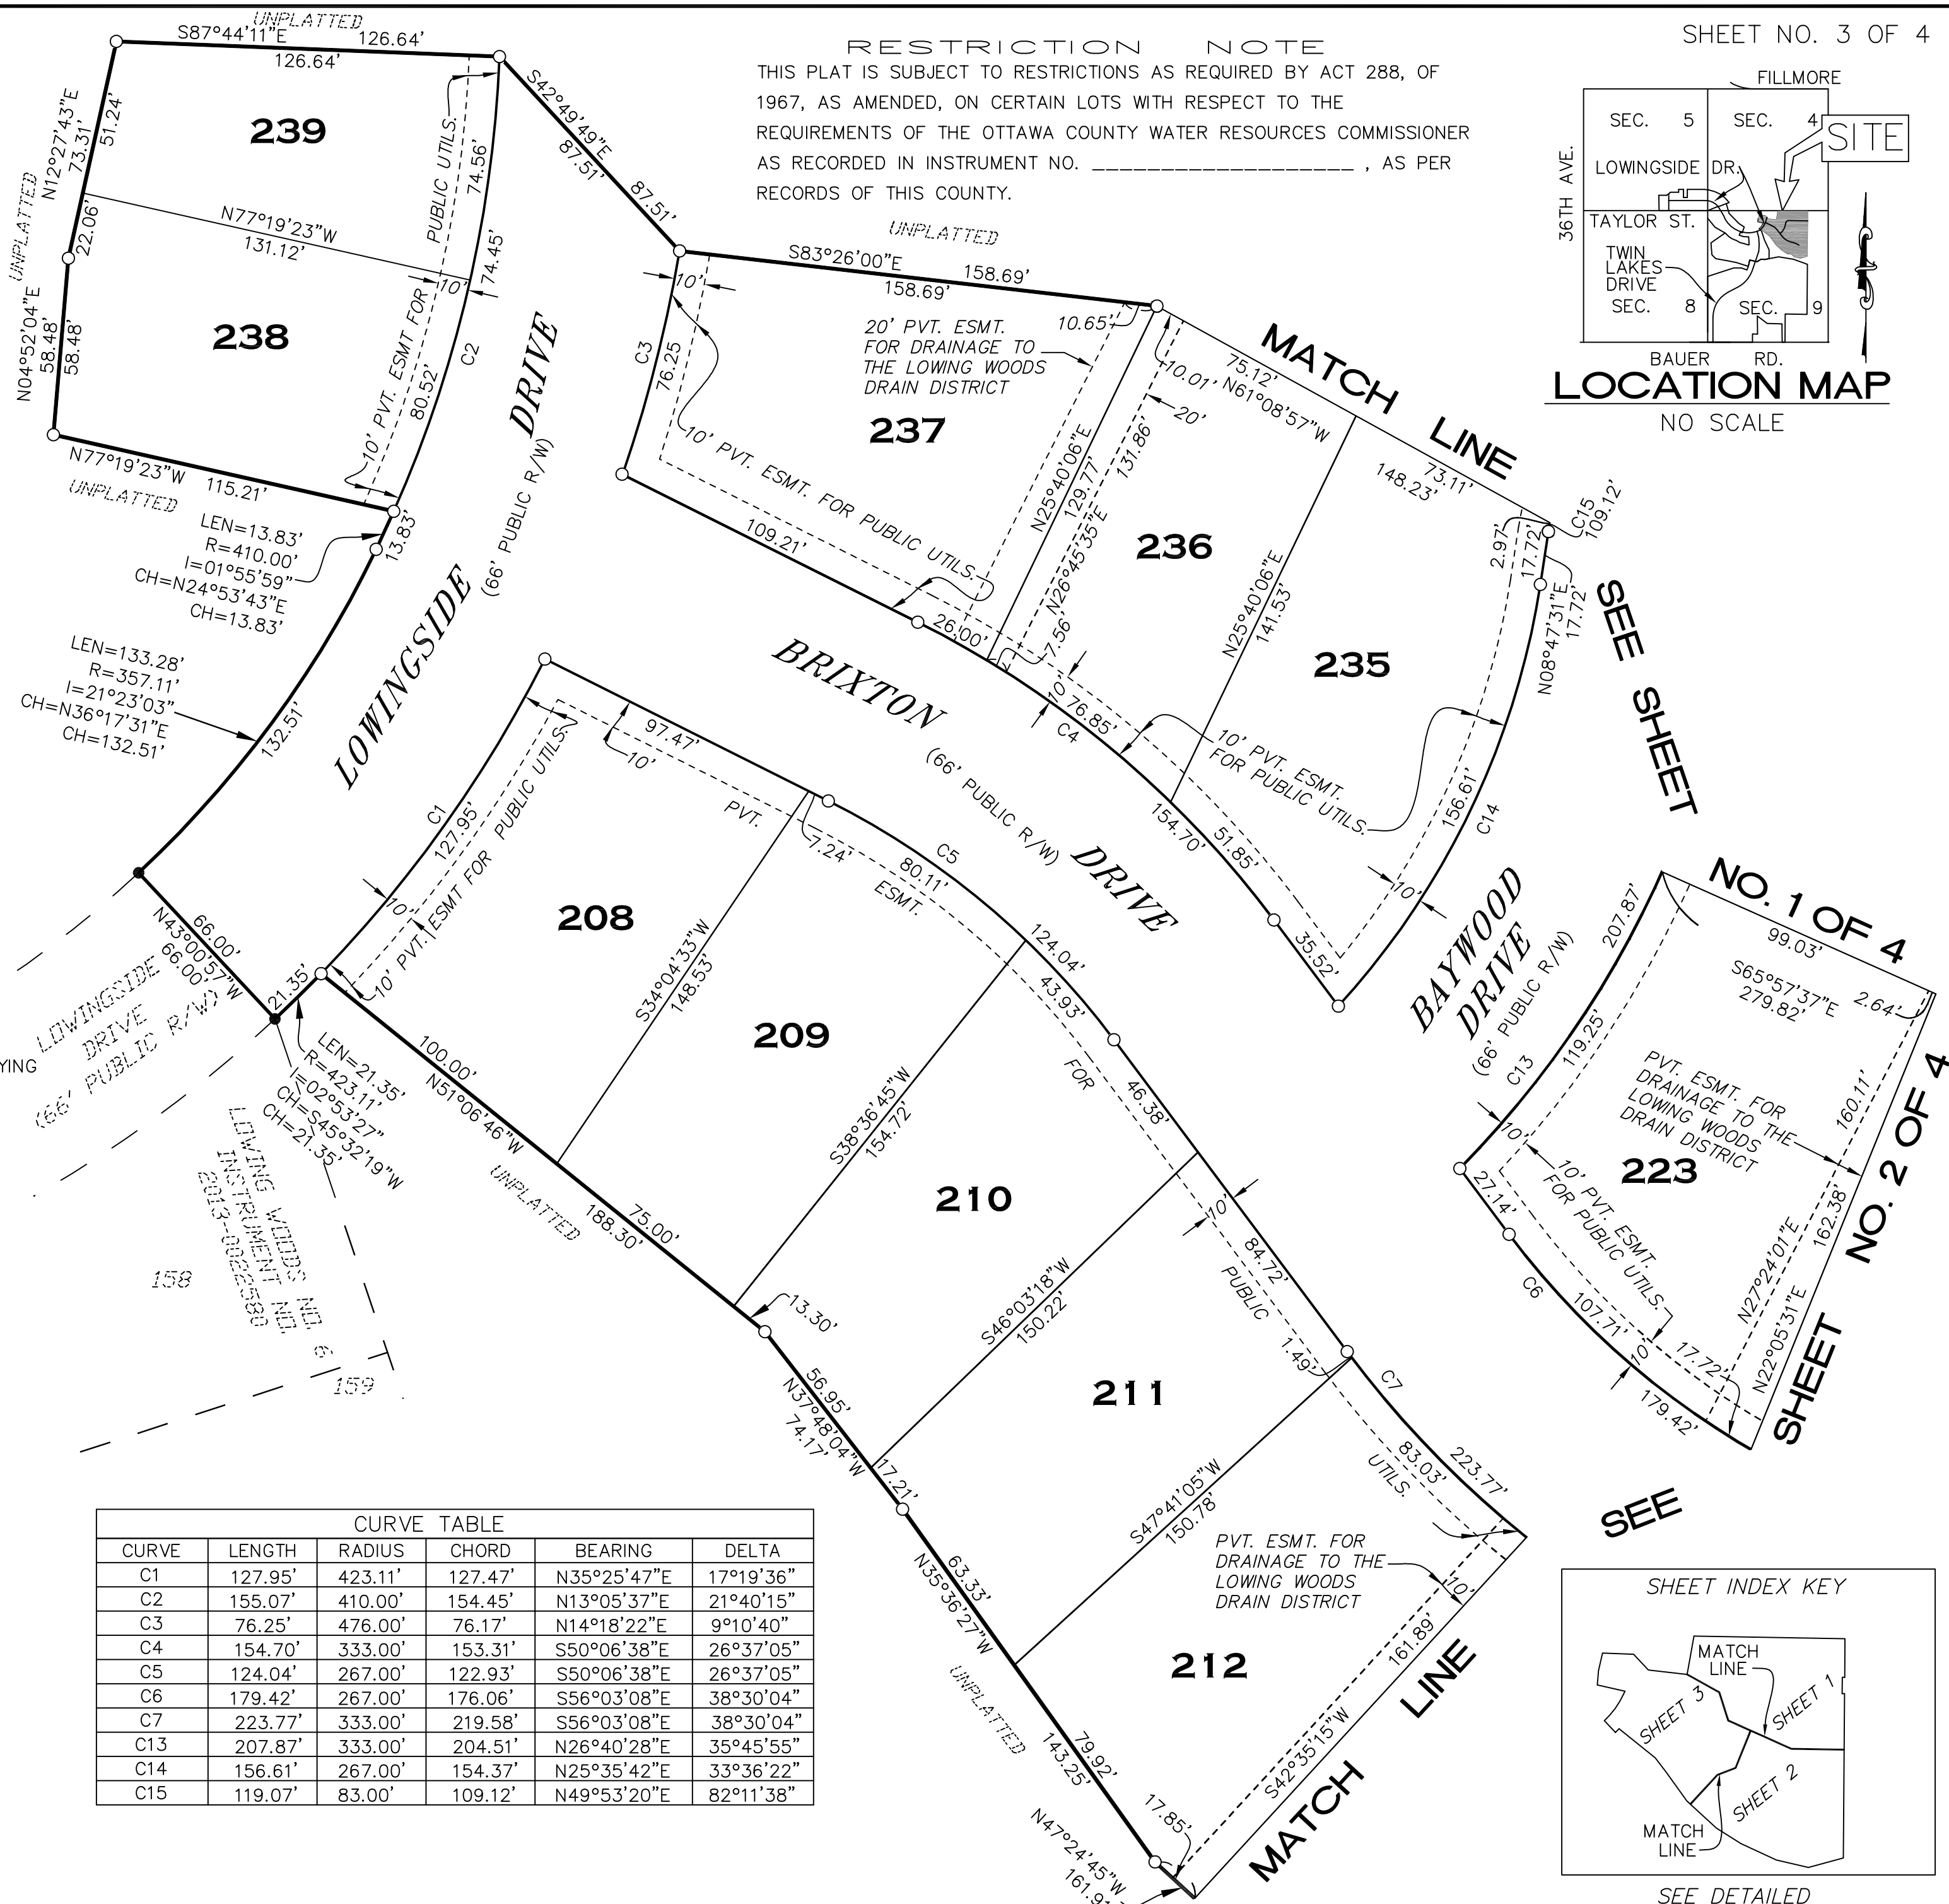 SHEET NO. 3 OF 4
RESTRICTION NOTE
THIS PLAT IS SUBJECT TO RESTRICTIONS AS REQUIRED BY ACT 288, OF
1967, AS AMENDED, ON CERTAIN LOTS WITH RESPECT TO THE
REQUIREMENTS OF THE OTTAWA COUNTY WATER RESOURCES COMMISSIONER
AS RECORDED IN INSTRUMENT NO. ___________________ , AS PER
RECORDS OF THIS COUNTY.
FILLMORE
SEC. 5
SEC. 4
SITE
36TH AVE.
LOWINGSIDE DR.
TAYLOR ST.
TWIN
LAKES
DRIVE
SEC. 8
SEC. 9
BAUER RD.
LOCATION MAP
NO SCALE
UNPLATTED
S87°44'11"E 126.64'
126.64'
N12°27'43"E
73.31'
51.24'
239
74.56'
UNPLATTED
22.06'
N77°19'23"W
131.12'
10' PVT. ESMT FOR PUBLIC UTILS.
10'
74.45'
C2
80.52'
N04°52'04"E
58.48'
58.48'
238
N77°19'23"W
115.21'
UNPLATTED
S42°49'49"E
87.51'
87.51'
LEN=13.83'
R=410.00'
I=01°55'59"
CH=N24°53'43"E
CH=13.83'
13.83'
LEN=133.28'
R=357.11'
I=21°23'03"
CH=N36°17'31"E
CH=132.51'
132.51'
LOWINGSIDE DRIVE
(66' PUBLIC R/W)
UNPLATTED
S83°26'00"E 158.69'
158.69'
10'
C3
76.25
20' PVT. ESMT.
FOR DRAINAGE TO
THE LOWING WOODS
DRAIN DISTRICT
10.65'
237
10' PVT. ESMT. FOR PUBLIC UTILS.
109.21'
26.00'
N25°40'06"E
129.77'
N26°45'35"E
131.86'
10.01'
20'
7.56'
MATCH LINE
75.12'
N61°08'57"W
73.11'
148.23'
236
N25°40'06"E
141.53'
10'
76.85'
C4
235
2.97'
17.72'
C15
109.12'
N08°47'31"E
17.72'
10' PVT. ESMT.
FOR PUBLIC UTILS.
156.61'
C14
10'
154.70'
51.85'
35.52'
BRIXTON DRIVE
(66' PUBLIC R/W)
SEE SHEET
NO. 1 OF 4
BAYWOOD
DRIVE
(66' PUBLIC R/W)
207.87'
99.03'
S65°57'37"E
279.82'
2.64'
119.25'
C13
PVT. ESMT. FOR
DRAINAGE TO THE
LOWING WOODS
DRAIN DISTRICT
160.11'
10'
223
10' PVT. ESMT.
FOR PUBLIC UTILS.
27.14'
C6
107.71'
10'
17.72'
179.42'
N27°24'01"E
162.38'
N22°05'31"E
SEE SHEET NO. 2 OF 4
97.47'
10'
PVT.
ESMT.
FOR
PUBLIC
UTILS.
C1
127.95'
10' PVT. ESMT FOR PUBLIC UTILS.
10'
7.24'
C5
80.11'
208
S34°04'33"W
148.53'
124.04'
43.93'
209
S38°36'45"W
154.72'
46.38'
66.00'
N43°00'57"W
66.00'
21.35'
LEN=21.35'
R=423.11'
I=02°53'27"
CH=S45°32'19"W
CH=21.35'
LOWINGSIDE
DRIVE
(66' PUBLIC R/W)
YING
100.00'
N51°06'46"W
UNPLATTED
75.00'
188.30'
13.30'
LOWING WOODS NO. 6
INSTRUMENT NO.
2013-0022580
158
159
210
10'
84.72'
S46°03'18"W
150.22'
56.95'
N37°48'04"W
74.17'
17.21'
211
1.49'
C7
S47°41'05"W
150.78'
83.03'
223.77'
PVT. ESMT. FOR
DRAINAGE TO THE
LOWING WOODS
DRAIN DISTRICT
10'
63.33'
N35°36'27"W
UNPLATTED
212
161.89'
S42°35'15"W
MATCH LINE
79.92'
143.25'
17.85'
N47°24'45"W
161.91'
CURVE TABLE
CURVE LENGTH RADIUS CHORD BEARING DELTA
C1 127.95' 423.11' 127.47' N35°25'47"E 17°19'36"
C2 155.07' 410.00' 154.45' N13°05'37"E 21°40'15"
C3 76.25' 476.00' 76.17' N14°18'22"E 9°10'40"
C4 154.70' 333.00' 153.31' S50°06'38"E 26°37'05"
C5 124.04' 267.00' 122.93' S50°06'38"E 26°37'05"
C6 179.42' 267.00' 176.06' S56°03'08"E 38°30'04"
C7 223.77' 333.00' 219.58' S56°03'08"E 38°30'04"
C13 207.87' 333.00' 204.51' N26°40'28"E 35°45'55"
C14 156.61' 267.00' 154.37' N25°35'42"E 33°36'22"
C15 119.07' 83.00' 109.12' N49°53'20"E 82°11'38"
SHEET INDEX KEY
MATCH
LINE
SHEET 3
SHEET 1
SHEET 2
MATCH
LINE
SEE DETAILED